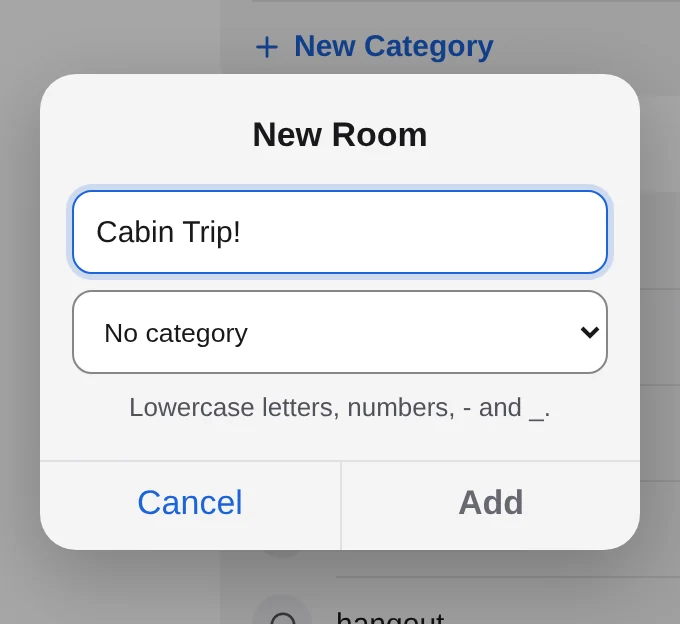 + New Category
New Room
Cabin Trip!
No category
Lowercase letters, numbers, - and _.
Cancel
Add
hangout